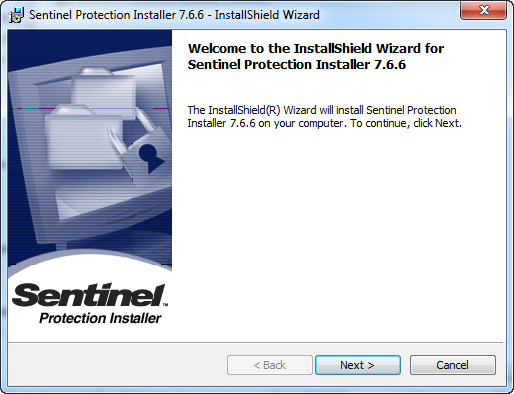 Sentinel Protection Installer 7.6.6 - InstallShield Wizard
Welcome to the InstallShield Wizard for
Sentinel Protection Installer 7.6.6
The InstallShield(R) Wizard will install Sentinel Protection
Installer 7.6.6 on your computer. To continue, click Next.
Sentinel™
Protection Installer
< Back
Next >
Cancel